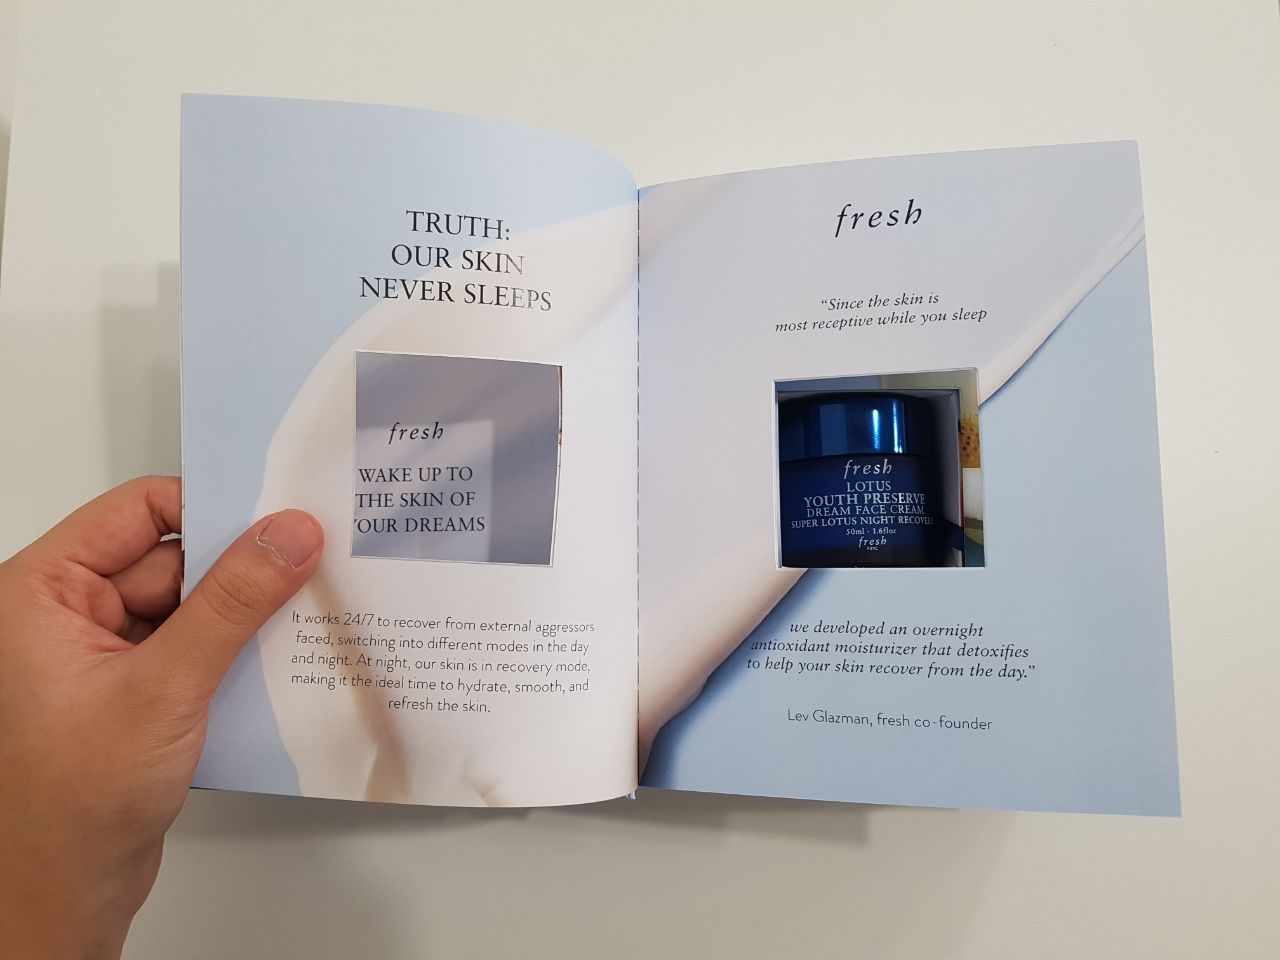 TRUTH:
OUR SKIN
NEVER SLEEPS
fresh
WAKE UP TO
THE SKIN OF
YOUR DREAMS
It works 24/7 to recover from external aggressors
faced, switching into different modes in the day
and night. At night, our skin is in recovery mode,
making it the ideal time to hydrate, smooth, and
refresh the skin.
fresh
“Since the skin is
most receptive while you sleep
fresh
LOTUS
YOUTH PRESERVE
DREAM FACE CREAM
SUPER LOTUS NIGHT RECOVERY
50ml - 1.6floz
fresh
we developed an overnight
antioxidant moisturizer that detoxifies
to help your skin recover from the day.”
Lev Glazman, fresh co-founder